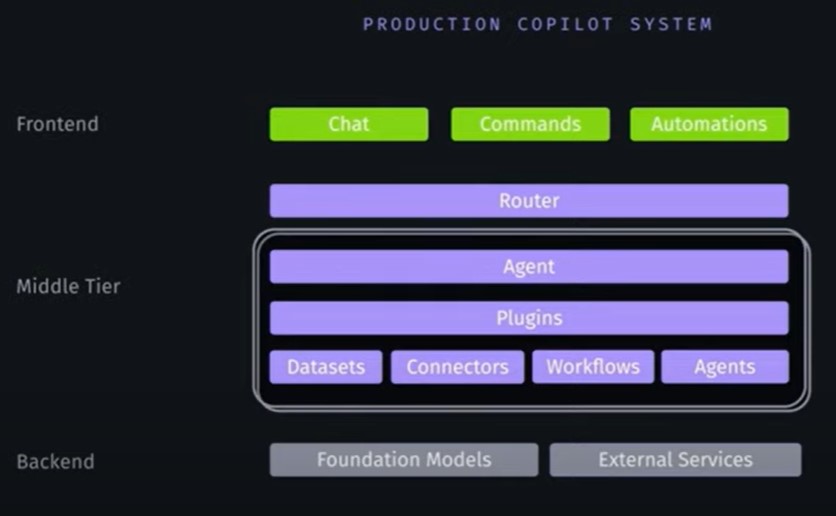 PRODUCTION COPILOT SYSTEM
Frontend
Chat
Commands
Automations
Router
Middle Tier
Agent
Plugins
Datasets
Connectors
Workflows
Agents
Backend
Foundation Models
External Services